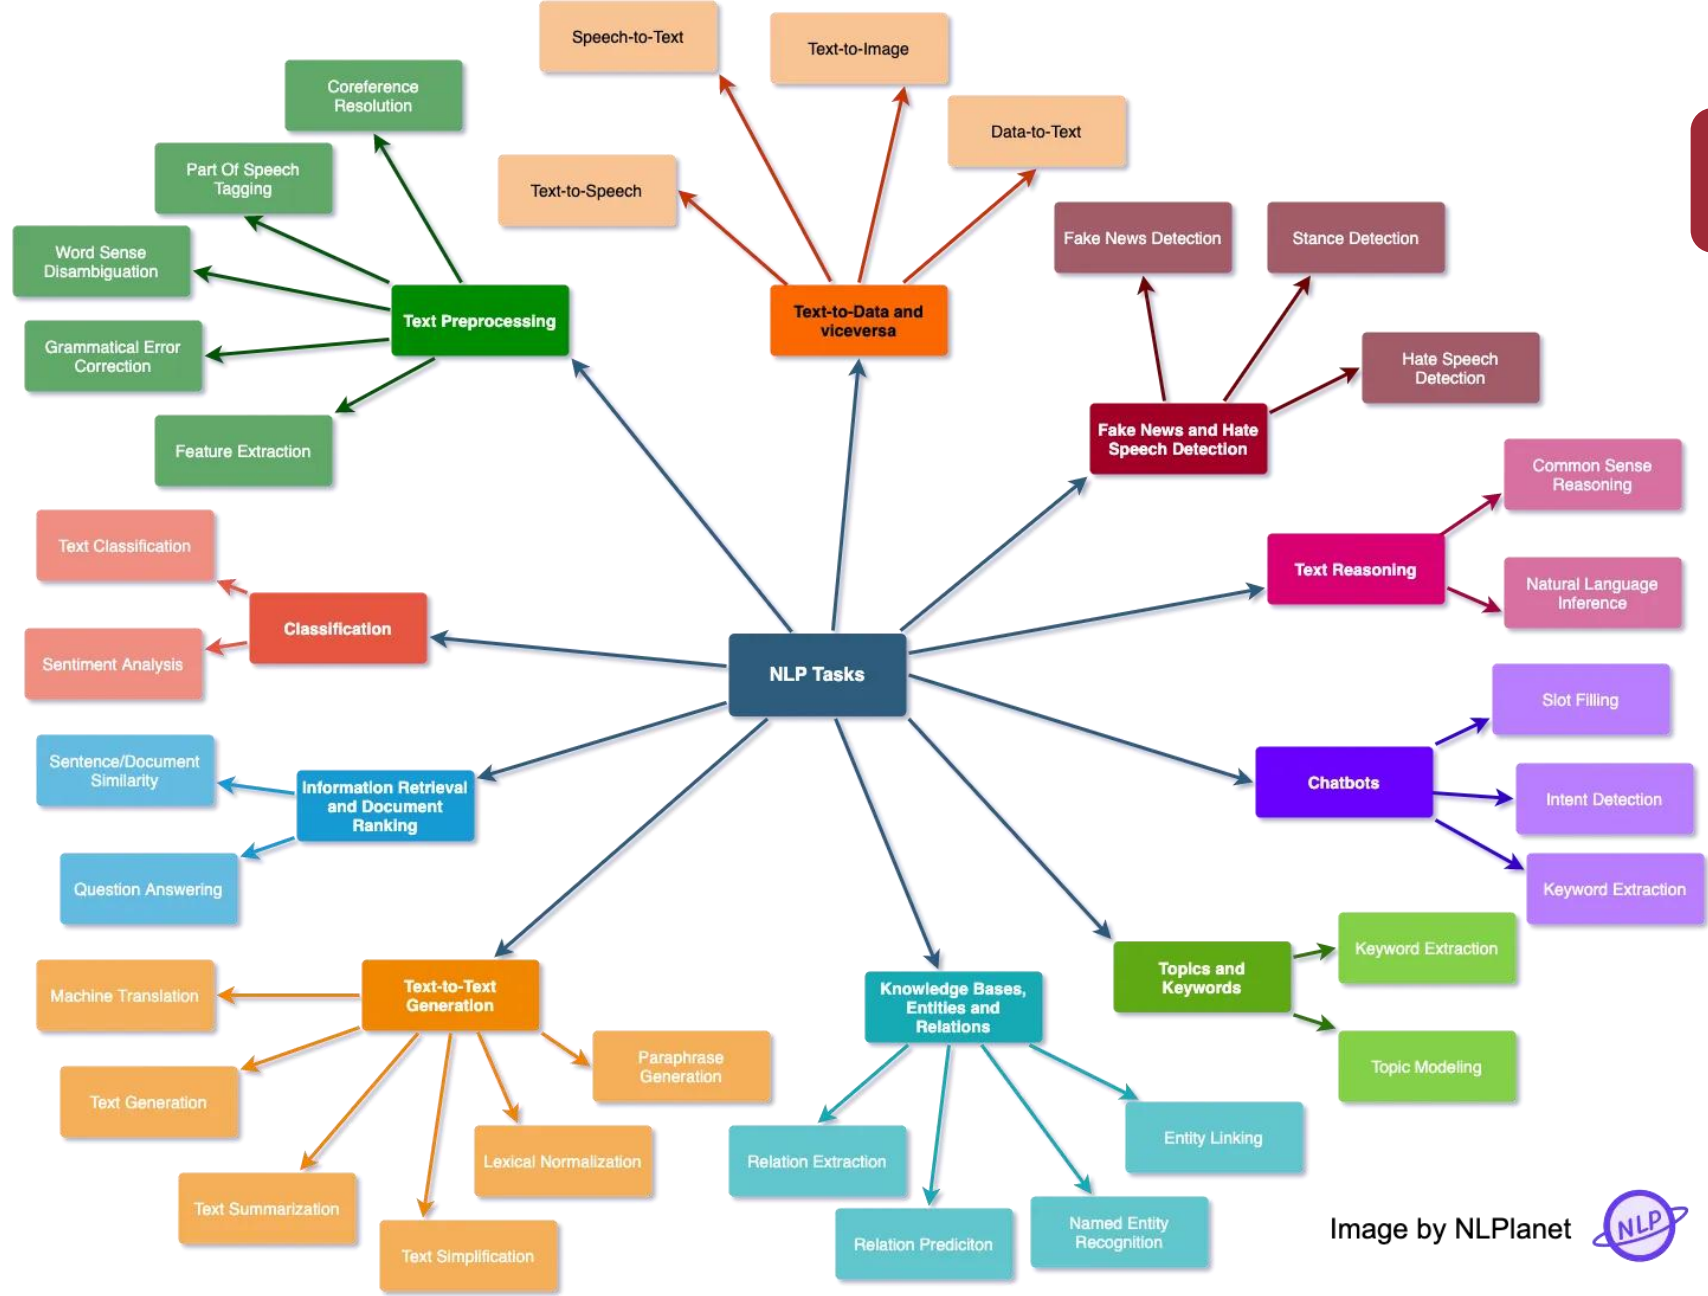 Speech-to-Text
Text-to-Image
Data-to-Text
Text-to-Speech
Text-to-Data and
viceversa
Coreference
Resolution
Part Of Speech
Tagging
Word Sense
Disambiguation
Grammatical Error
Correction
Feature Extraction
Text Preprocessing
Fake News Detection
Stance Detection
Hate Speech
Detection
Fake News and Hate
Speech Detection
Common Sense
Reasoning
Natural Language
Inference
Text Reasoning
Text Classification
Sentiment Analysis
Classification
NLP Tasks
Slot Filling
Intent Detection
Keyword Extraction
Chatbots
Sentence/Document
Similarity
Question Answering
Information Retrieval
and Document
Ranking
Keyword Extraction
Topic Modeling
Topics and
Keywords
Machine Translation
Text Generation
Text Summarization
Text Simplification
Lexical Normalization
Paraphrase
Generation
Text-to-Text
Generation
Knowledge Bases,
Entities and
Relations
Relation Extraction
Relation Prediciton
Named Entity
Recognition
Entity Linking
Image by NLPlanet
NLP